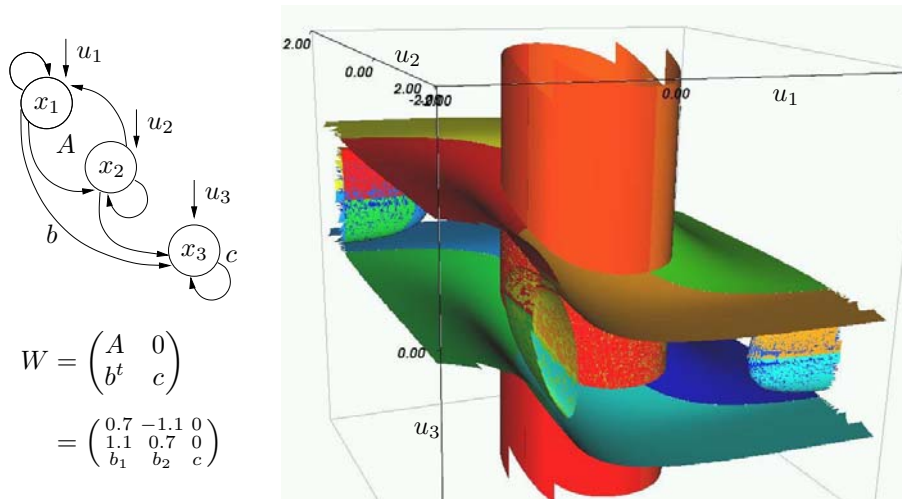 u1
x1
A
u2
x2
u3
b
x3
c
W = (A 0
b^t c)
= (0.7 -1.1 0
1.1 0.7 0
b1 b2 c)
2.00
u2
0.00
2.00
0.00
u1
0.00
u3